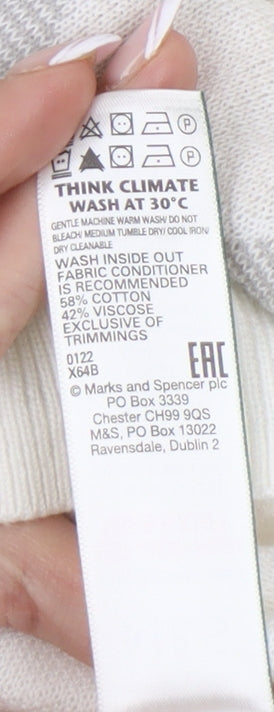 P
P
THINK CLIMATE
WASH AT 30°C
GENTLE MACHINE WARM WASH/ DO NOT
BLEACH/ MEDIUM TUMBLE DRY/ COOL IRON/
DRY CLEANABLE
WASH INSIDE OUT
FABRIC CONDITIONER
IS RECOMMENDED
58% COTTON
42% VISCOSE
EXCLUSIVE OF
TRIMMINGS
0122
X64B
EAC
© Marks and Spencer plc
PO Box 3339
Chester CH99 9QS
M&S, PO Box 13022
Ravensdale, Dublin 2